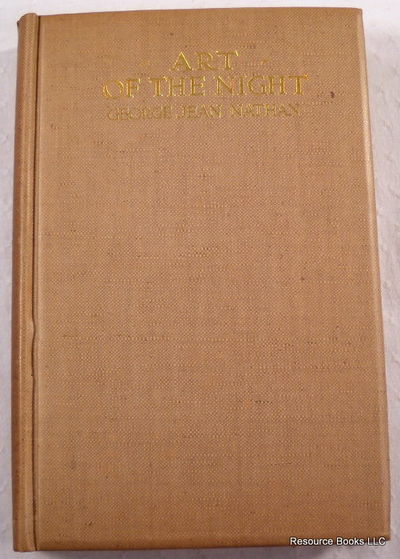 · ART ·
OF THE NIGHT
GEORGE JEAN NATHAN
Resource Books, LLC